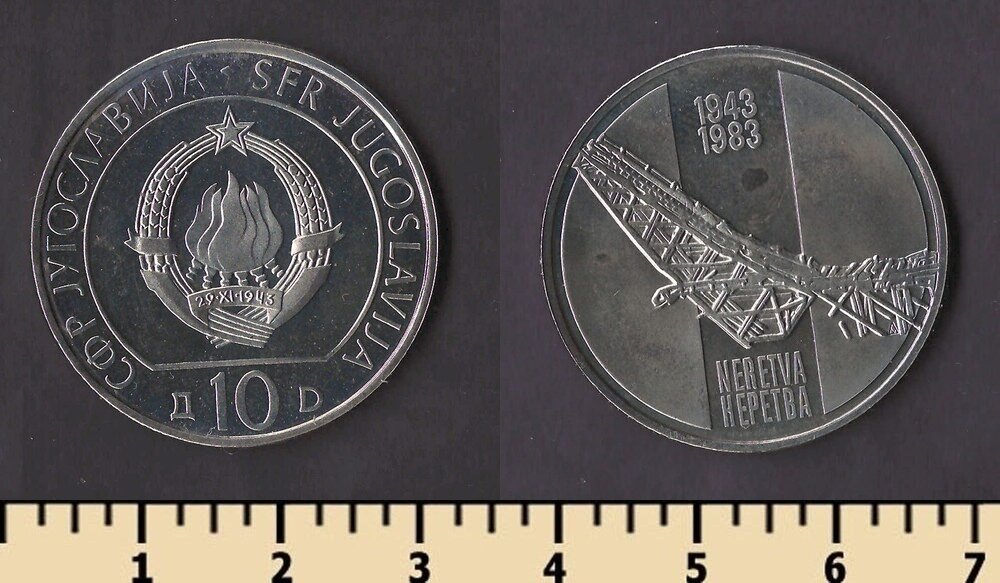 СФР ЈУГОСЛАВИЈА · SFR JUGOSLAVIJA
29·XI·1943
Д 10 D
1943
1983
NERETVA
НЕРЕТВА
1 2 3 4 5 6 7